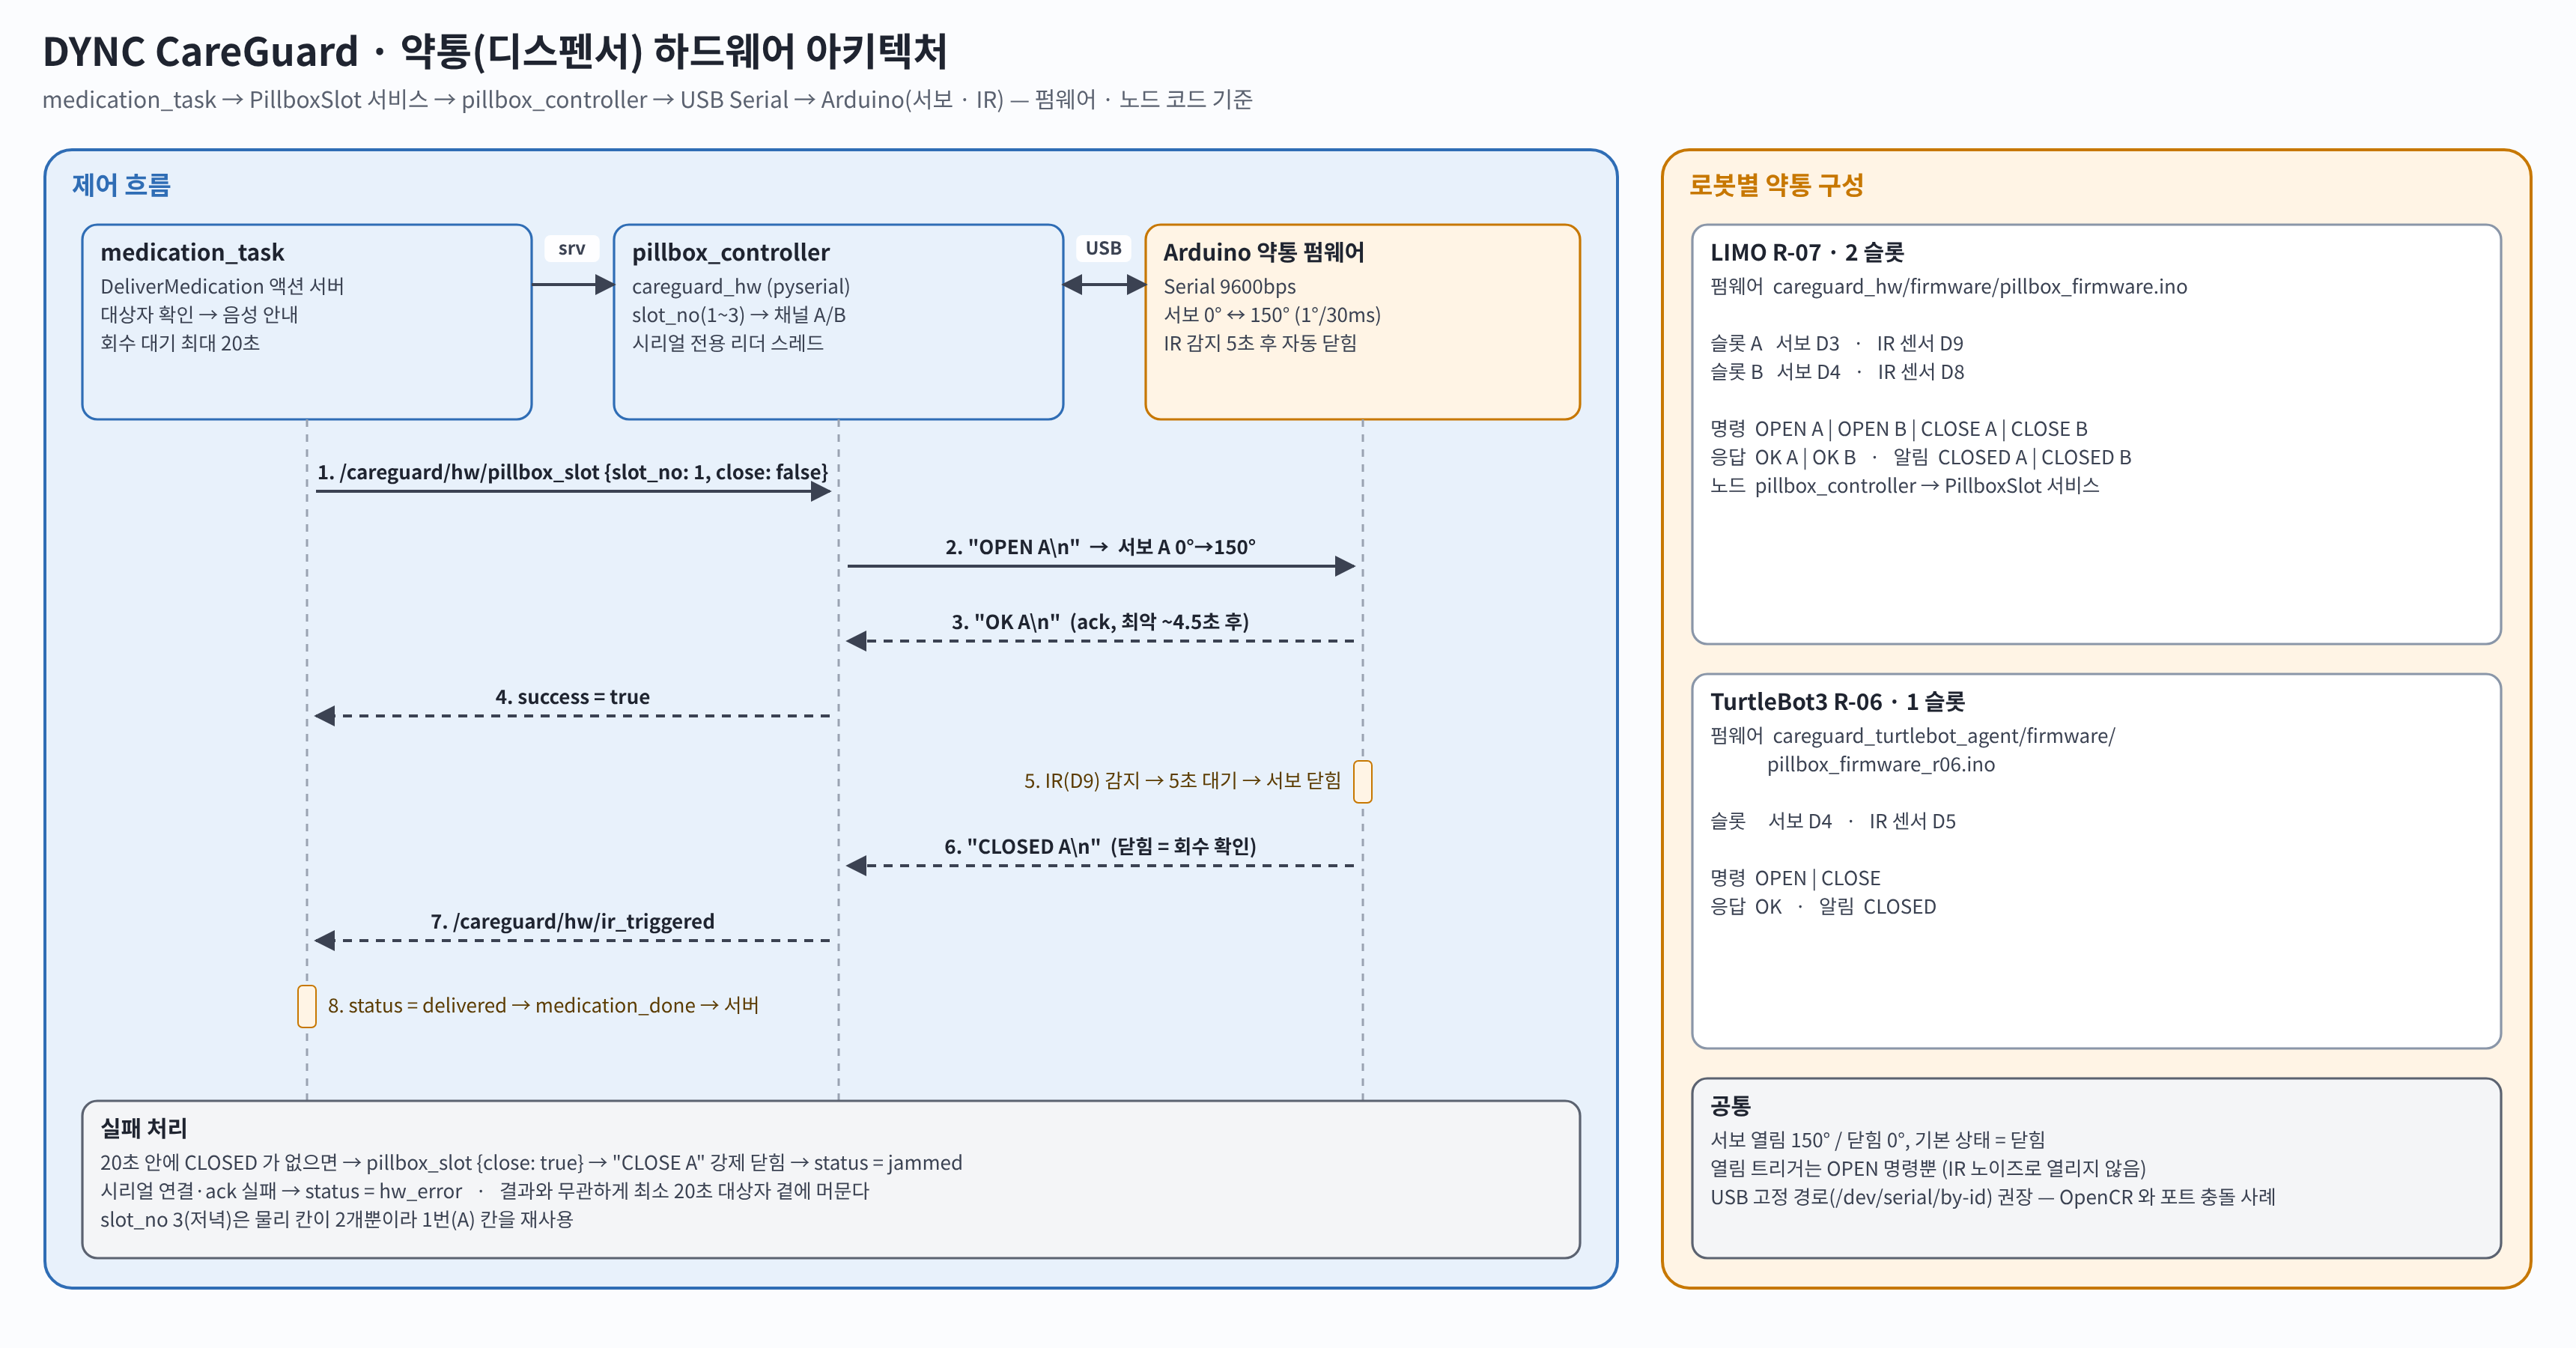 DYNC CareGuard · 약통(디스펜서) 하드웨어 아키텍처
medication_task → PillboxSlot 서비스 → pillbox_controller → USB Serial → Arduino(서보 · IR) — 펌웨어 · 노드 코드 기준
제어 흐름
medication_task
DeliverMedication 액션 서버
대상자 확인 → 음성 안내
회수 대기 최대 20초
srv
pillbox_controller
careguard_hw (pyserial)
slot_no(1~3) → 채널 A/B
시리얼 전용 리더 스레드
USB
Arduino 약통 펌웨어
Serial 9600bps
서보 0° ↔ 150° (1°/30ms)
IR 감지 5초 후 자동 닫힘
1. /careguard/hw/pillbox_slot {slot_no: 1, close: false}
2. "OPEN A\n" → 서보 A 0°→150°
3. "OK A\n" (ack, 최악 ~4.5초 후)
4. success = true
5. IR(D9) 감지 → 5초 대기 → 서보 닫힘
6. "CLOSED A\n" (닫힘 = 회수 확인)
7. /careguard/hw/ir_triggered
8. status = delivered → medication_done → 서버
실패 처리
20초 안에 CLOSED 가 없으면 → pillbox_slot {close: true} → "CLOSE A" 강제 닫힘 → status = jammed
시리얼 연결·ack 실패 → status = hw_error · 결과와 무관하게 최소 20초 대상자 곁에 머문다
slot_no 3(저녁)은 물리 칸이 2개뿐이라 1번(A) 칸을 재사용
로봇별 약통 구성
LIMO R-07 · 2 슬롯
펌웨어 careguard_hw/firmware/pillbox_firmware.ino
슬롯 A 서보 D3 · IR 센서 D9
슬롯 B 서보 D4 · IR 센서 D8
명령 OPEN A | OPEN B | CLOSE A | CLOSE B
응답 OK A | OK B · 알림 CLOSED A | CLOSED B
노드 pillbox_controller → PillboxSlot 서비스
TurtleBot3 R-06 · 1 슬롯
펌웨어 careguard_turtlebot_agent/firmware/
pillbox_firmware_r06.ino
슬롯 서보 D4 · IR 센서 D5
명령 OPEN | CLOSE
응답 OK · 알림 CLOSED
공통
서보 열림 150° / 닫힘 0°, 기본 상태 = 닫힘
열림 트리거는 OPEN 명령뿐 (IR 노이즈로 열리지 않음)
USB 고정 경로(/dev/serial/by-id) 권장 — OpenCR 와 포트 충돌 사례